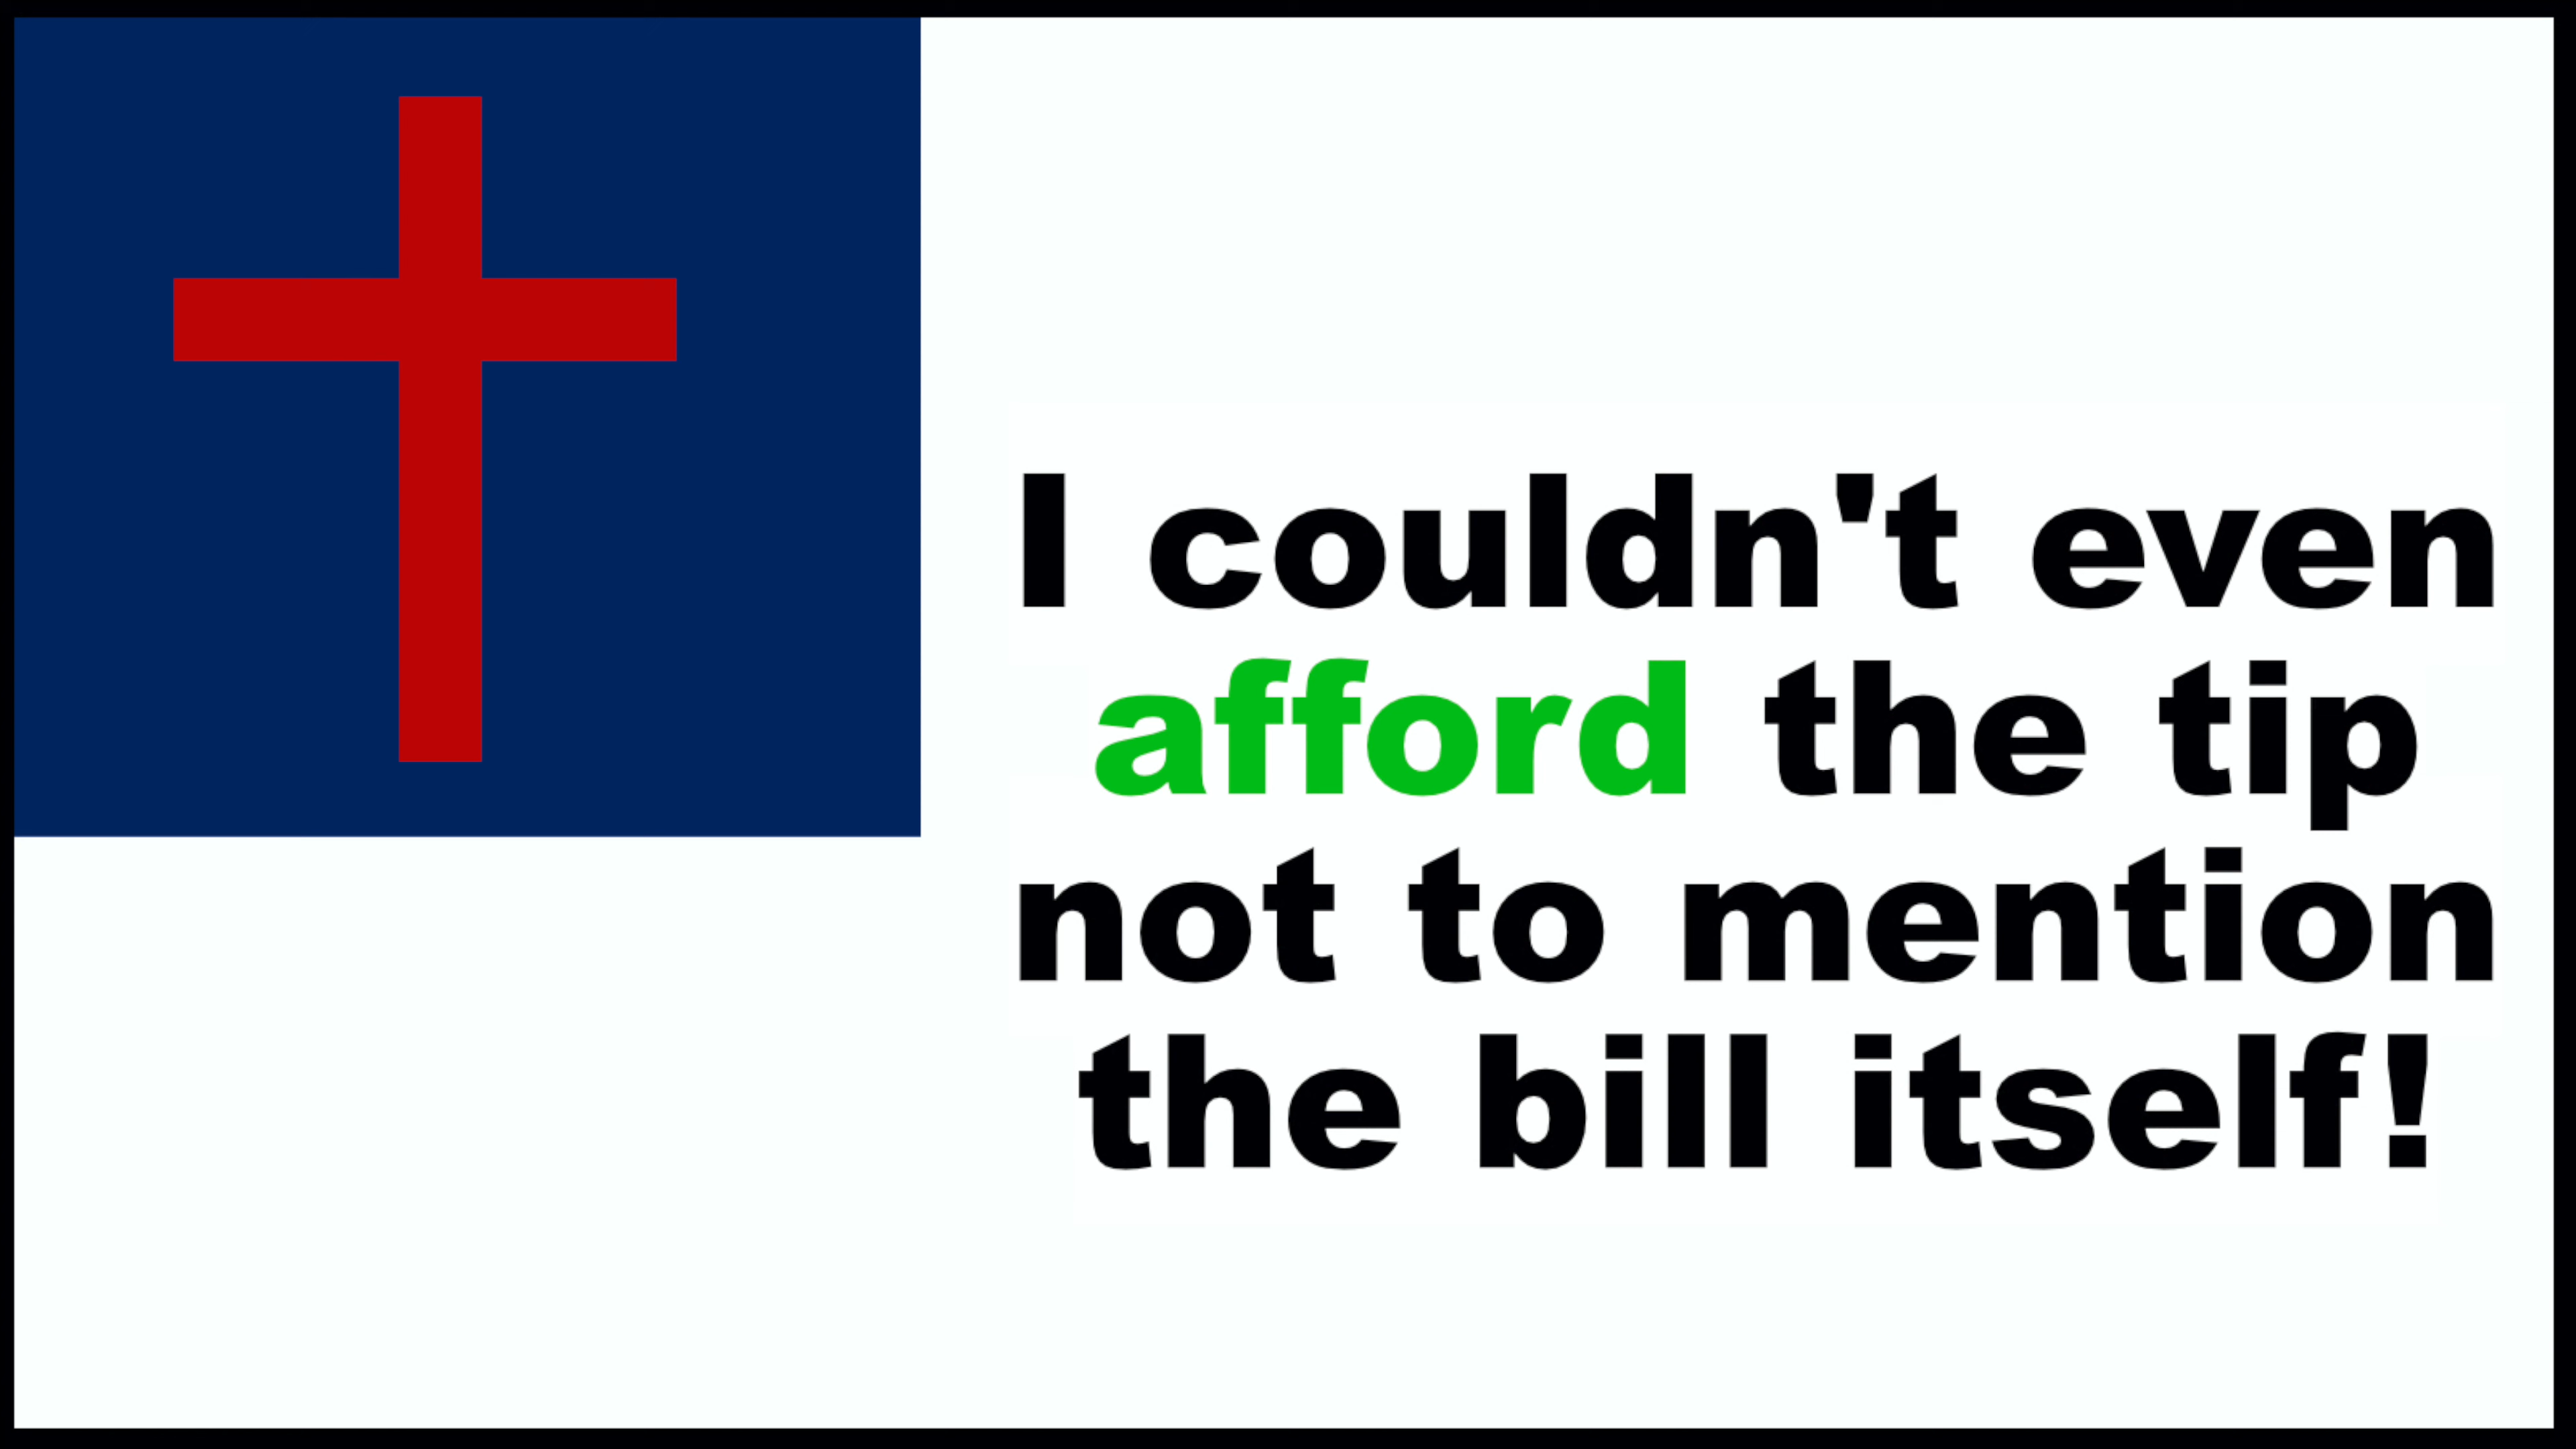 I couldn't even
afford the tip
not to mention
the bill itself!